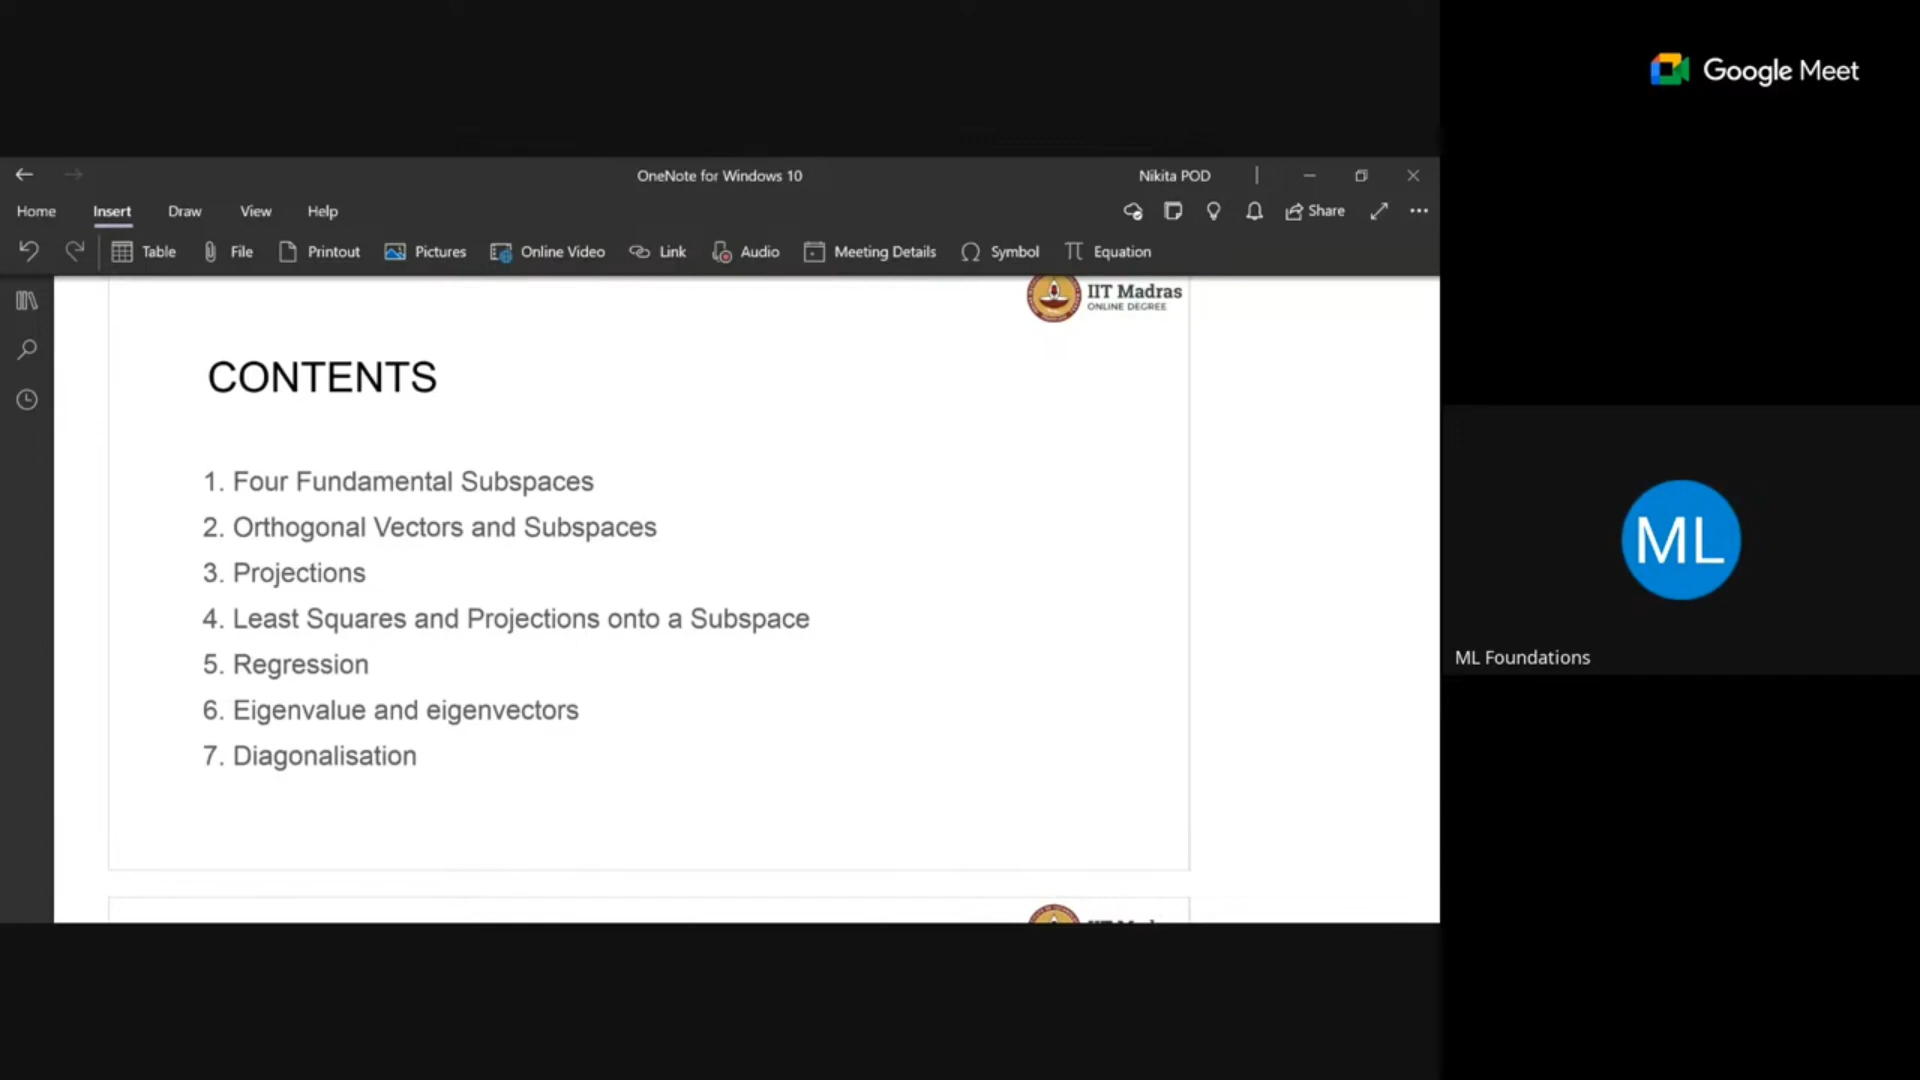 Google Meet
OneNote for Windows 10
Nikita POD
Home Insert Draw View Help
Share
Table File Printout Pictures Online Video Link Audio Meeting Details Symbol Equation
IIT Madras
ONLINE DEGREE
CONTENTS
1. Four Fundamental Subspaces
2. Orthogonal Vectors and Subspaces
3. Projections
4. Least Squares and Projections onto a Subspace
5. Regression
6. Eigenvalue and eigenvectors
7. Diagonalisation
ML
ML Foundations